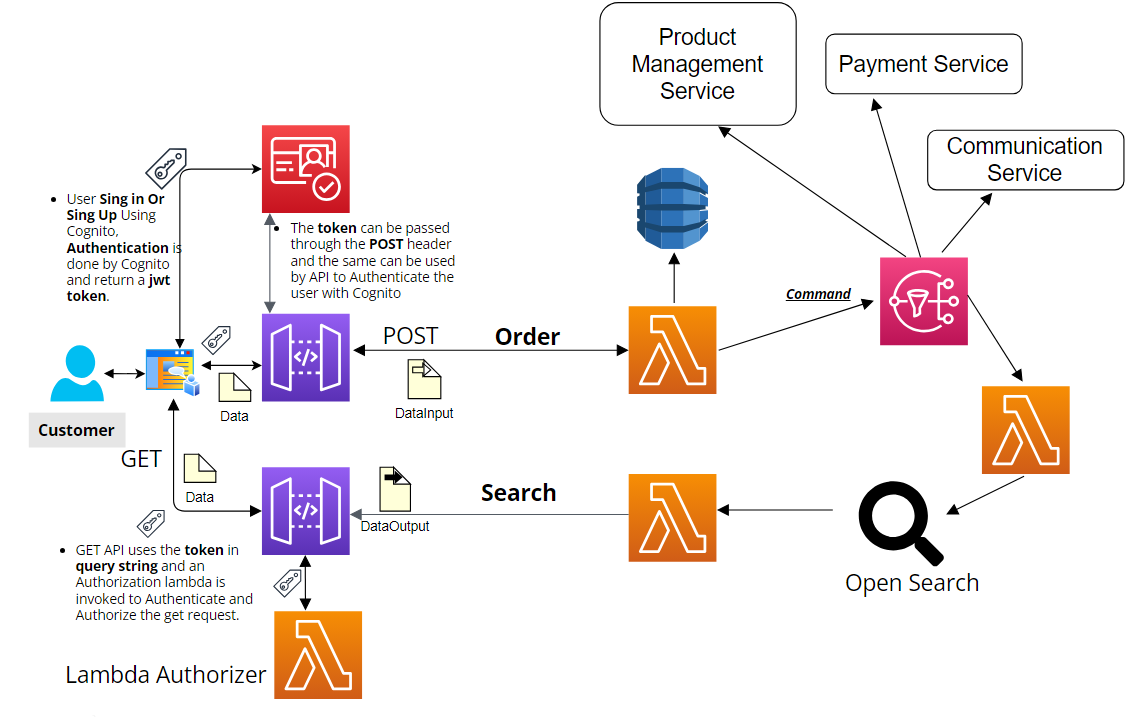 Product
Management
Service
Payment Service
Communication
Service
• User Sing in Or
Sing Up Using
Cognito,
Authentication is
done by Cognito
and return a jwt
token.
• The token can be passed
through the POST header
and the same can be used
by API to Authenticate the
user with Cognito
Command
POST
Order
DataInput
Data
Customer
GET
Data
Search
DataOutput
• GET API uses the token in
query string and an
Authorization lambda is
invoked to Authenticate and
Authorize the get request.
Open Search
Lambda Authorizer